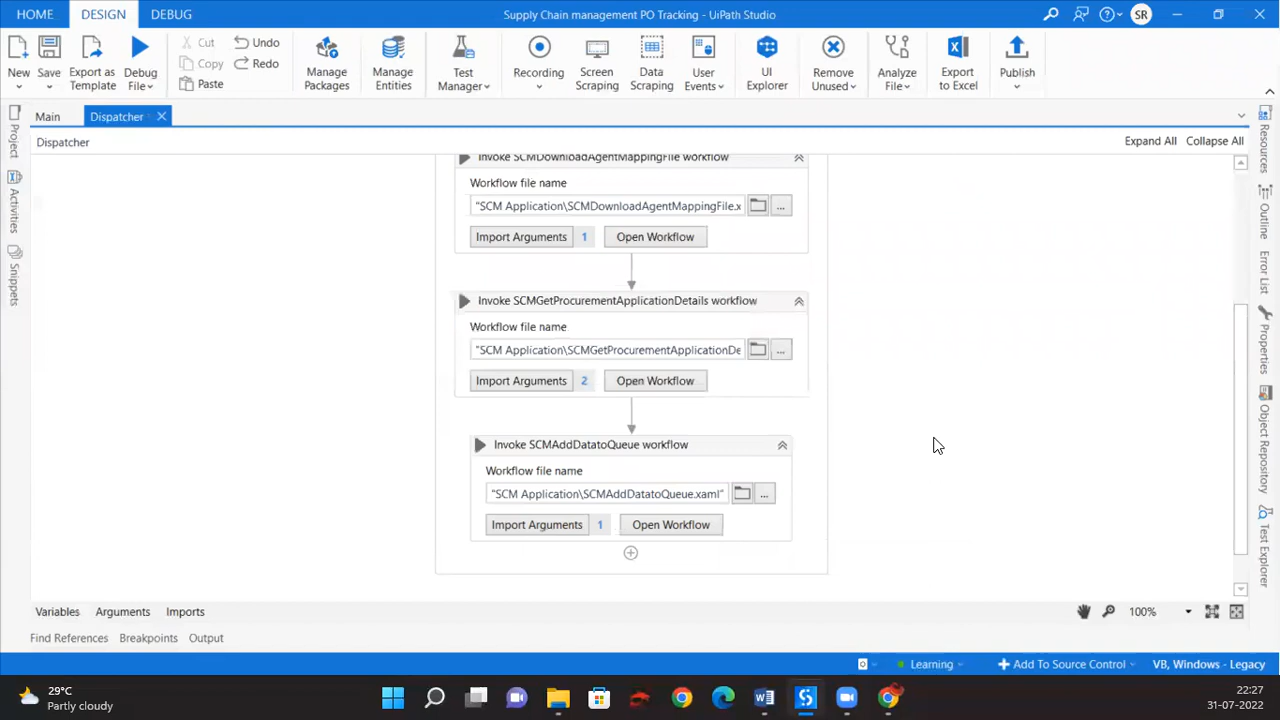 HOME DESIGN DEBUG Supply Chain management PO Tracking - UiPath Studio SR
New Save Export as Template Debug File Cut Copy Paste Undo Redo Manage Packages Manage Entities Test Manager Recording Screen Scraping Data Scraping User Events UI Explorer Remove Unused Analyze File Export to Excel Publish
Main Dispatcher
Dispatcher Expand All Collapse All
Project
Activities
Snippets
Invoke SCMDownloadAgentMappingFile workflow
Workflow file name
"SCM Application\SCMDownloadAgentMappingFile.x ...
Import Arguments 1 Open Workflow
Invoke SCMGetProcurementApplicationDetails workflow
Workflow file name
"SCM Application\SCMGetProcurementApplicationDe ...
Import Arguments 2 Open Workflow
Invoke SCMAddDatatoQueue workflow
Workflow file name
"SCM Application\SCMAddDatatoQueue.xaml" ...
Import Arguments 1 Open Workflow
Resources
Outline
Error List
Properties
Object Repository
Test Explorer
Variables Arguments Imports 100%
Find References Breakpoints Output
Learning Add To Source Control VB, Windows - Legacy
29°C
Partly cloudy
22:27
31-07-2022